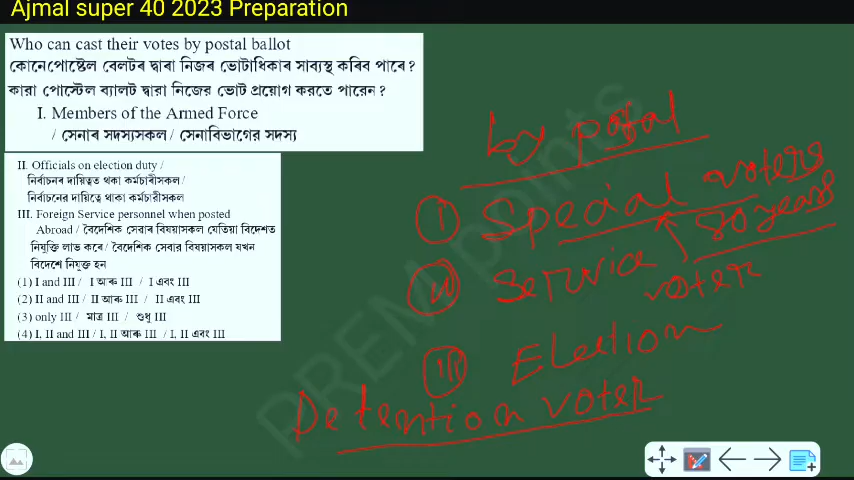 Ajmal super 40 2023 Preparation
Who can cast their votes by postal ballot
কোনেপোষ্টেল বেলটৰ দ্বাৰা নিজৰ ভোটাধিকাৰ সাব্যস্থ কৰিব পাৰে?
কারা পোস্টেল ব্যালট দ্বারা নিজের ভোট প্রয়োগ করতে পারেন ?
I. Members of the Armed Force
/ সেনাৰ সদস্যসকল / সেনাবিভাগের সদস্য
II. Officials on election duty /
নিৰ্বাচনৰ দায়িত্বত থকা কৰ্মচাৰীসকল/
নির্বাচনের দায়িত্বে থাকা কর্মচারীসকল
III. Foreign Service personnel when posted
Abroad / বৈদেশিক সেৱাৰ বিষয়াসকল যেতিয়া বিদেশত
নিযুক্তি লাভ কৰে/ বৈদেশিক সেবার বিষয়াসকল যখন
বিদেশে নিযুক্ত হন
(1) I and III / I আৰু III / I এবং III
(2) II and III / II আৰু III / II এবং III
(3) only III / মাত্ৰ III / শুধু III
(4) I, II and III / I, II আৰু III / I, II এবং III
by postal
I Special voters
80 years
II Service voter
III Election
Detention voter
PREM points